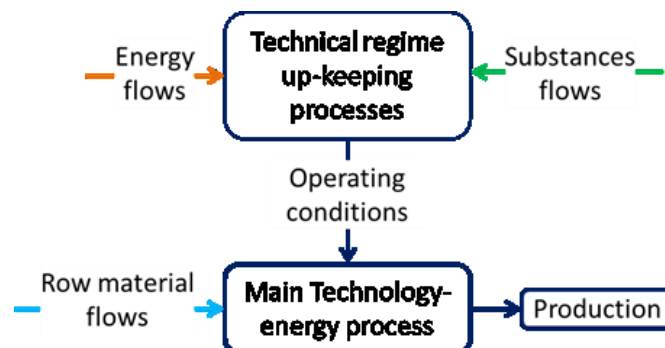 Energy
flows
Technical regime
up-keeping
processes
Substances
flows
Operating
conditions
Row material
flows
Main Technology-
energy process
Production